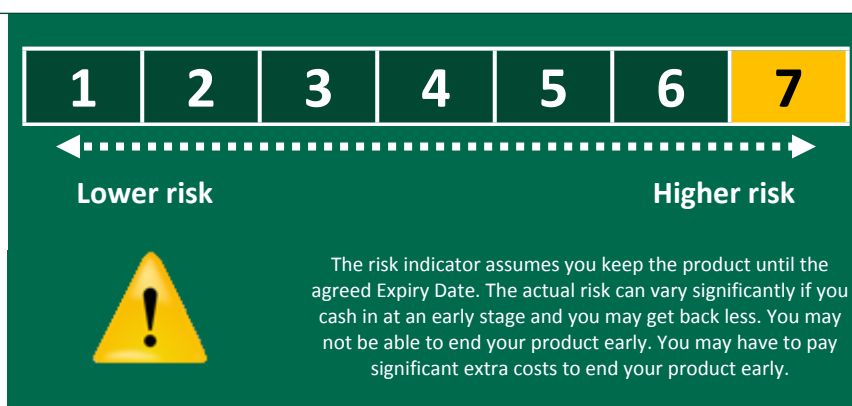 1 2 3 4 5 6 7
Lower risk Higher risk
The risk indicator assumes you keep the product until the
agreed Expiry Date. The actual risk can vary significantly if you
cash in at an early stage and you may get back less. You may
not be able to end your product early. You may have to pay
significant extra costs to end your product early.